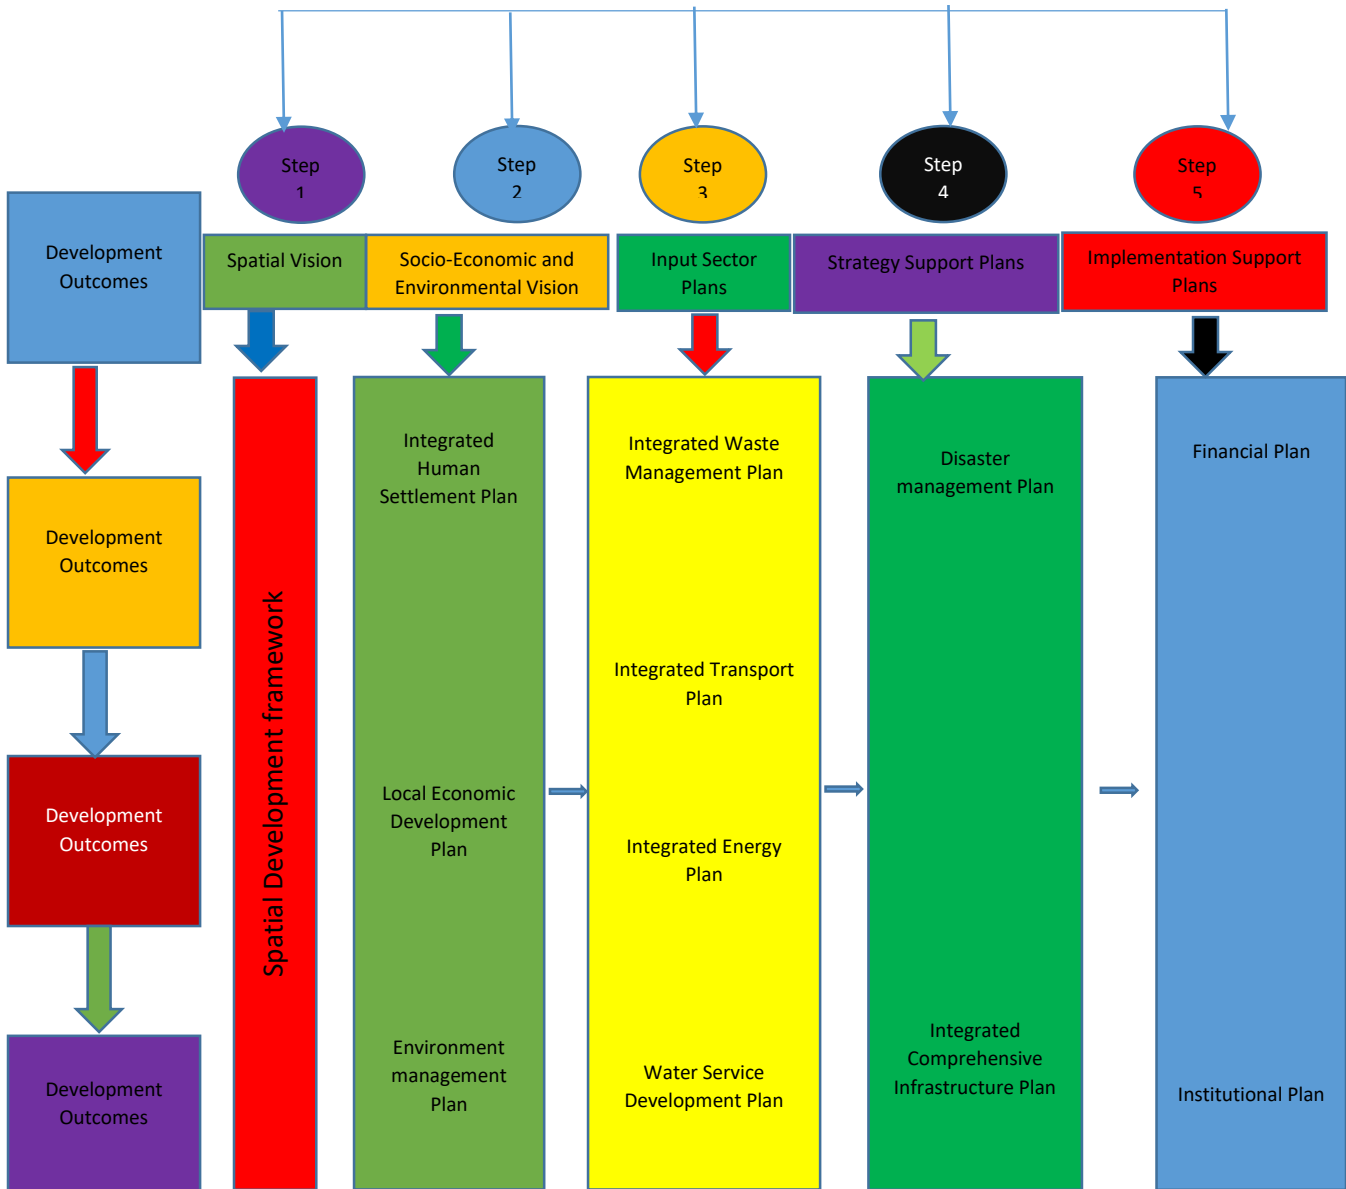 Step
1
Step
2
Step
3
Step
4
Step
5
Development
Outcomes
Spatial Vision
Socio-Economic and
Environmental Vision
Input Sector
Plans
Strategy Support Plans
Implementation Support
Plans
Development
Outcomes
Development
Outcomes
Development
Outcomes
Spatial Development framework
Integrated
Human
Settlement Plan
Local Economic
Development
Plan
Environment
management
Plan
Integrated Waste
Management Plan
Integrated Transport
Plan
Integrated Energy
Plan
Water Service
Development Plan
Disaster
management Plan
Integrated
Comprehensive
Infrastructure Plan
Financial Plan
Institutional Plan